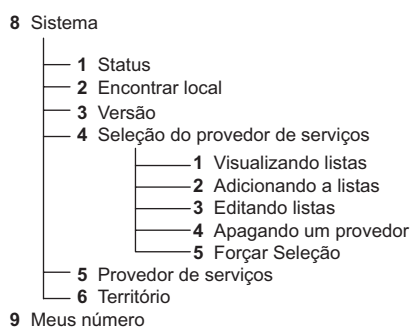 8 Sistema
1 Status
2 Encontrar local
3 Versão
4 Seleção do provedor de serviços
1 Visualizando listas
2 Adicionando a listas
3 Editando listas
4 Apagando um provedor
5 Forçar Seleção
5 Provedor de serviços
6 Território
9 Meus número